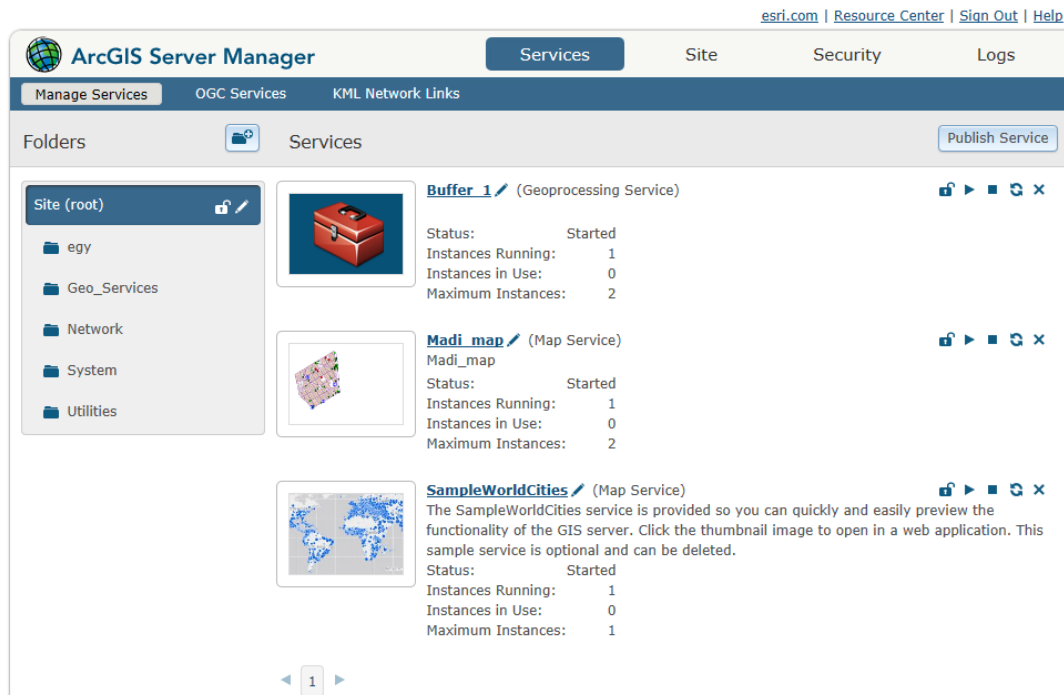 esri.com | Resource Center | Sign Out | Help
ArcGIS Server Manager
Services
Site
Security
Logs
Manage Services
OGC Services
KML Network Links
Folders
Services
Publish Service
Site (root)
egy
Geo_Services
Network
System
Utilities
Buffer_1 (Geoprocessing Service)
Status: Started
Instances Running: 1
Instances in Use: 0
Maximum Instances: 2
Madi_map (Map Service)
Madi_map
Status: Started
Instances Running: 1
Instances in Use: 0
Maximum Instances: 2
SampleWorldCities (Map Service)
The SampleWorldCities service is provided so you can quickly and easily preview the
functionality of the GIS server. Click the thumbnail image to open in a web application. This
sample service is optional and can be deleted.
Status: Started
Instances Running: 1
Instances in Use: 0
Maximum Instances: 1
1